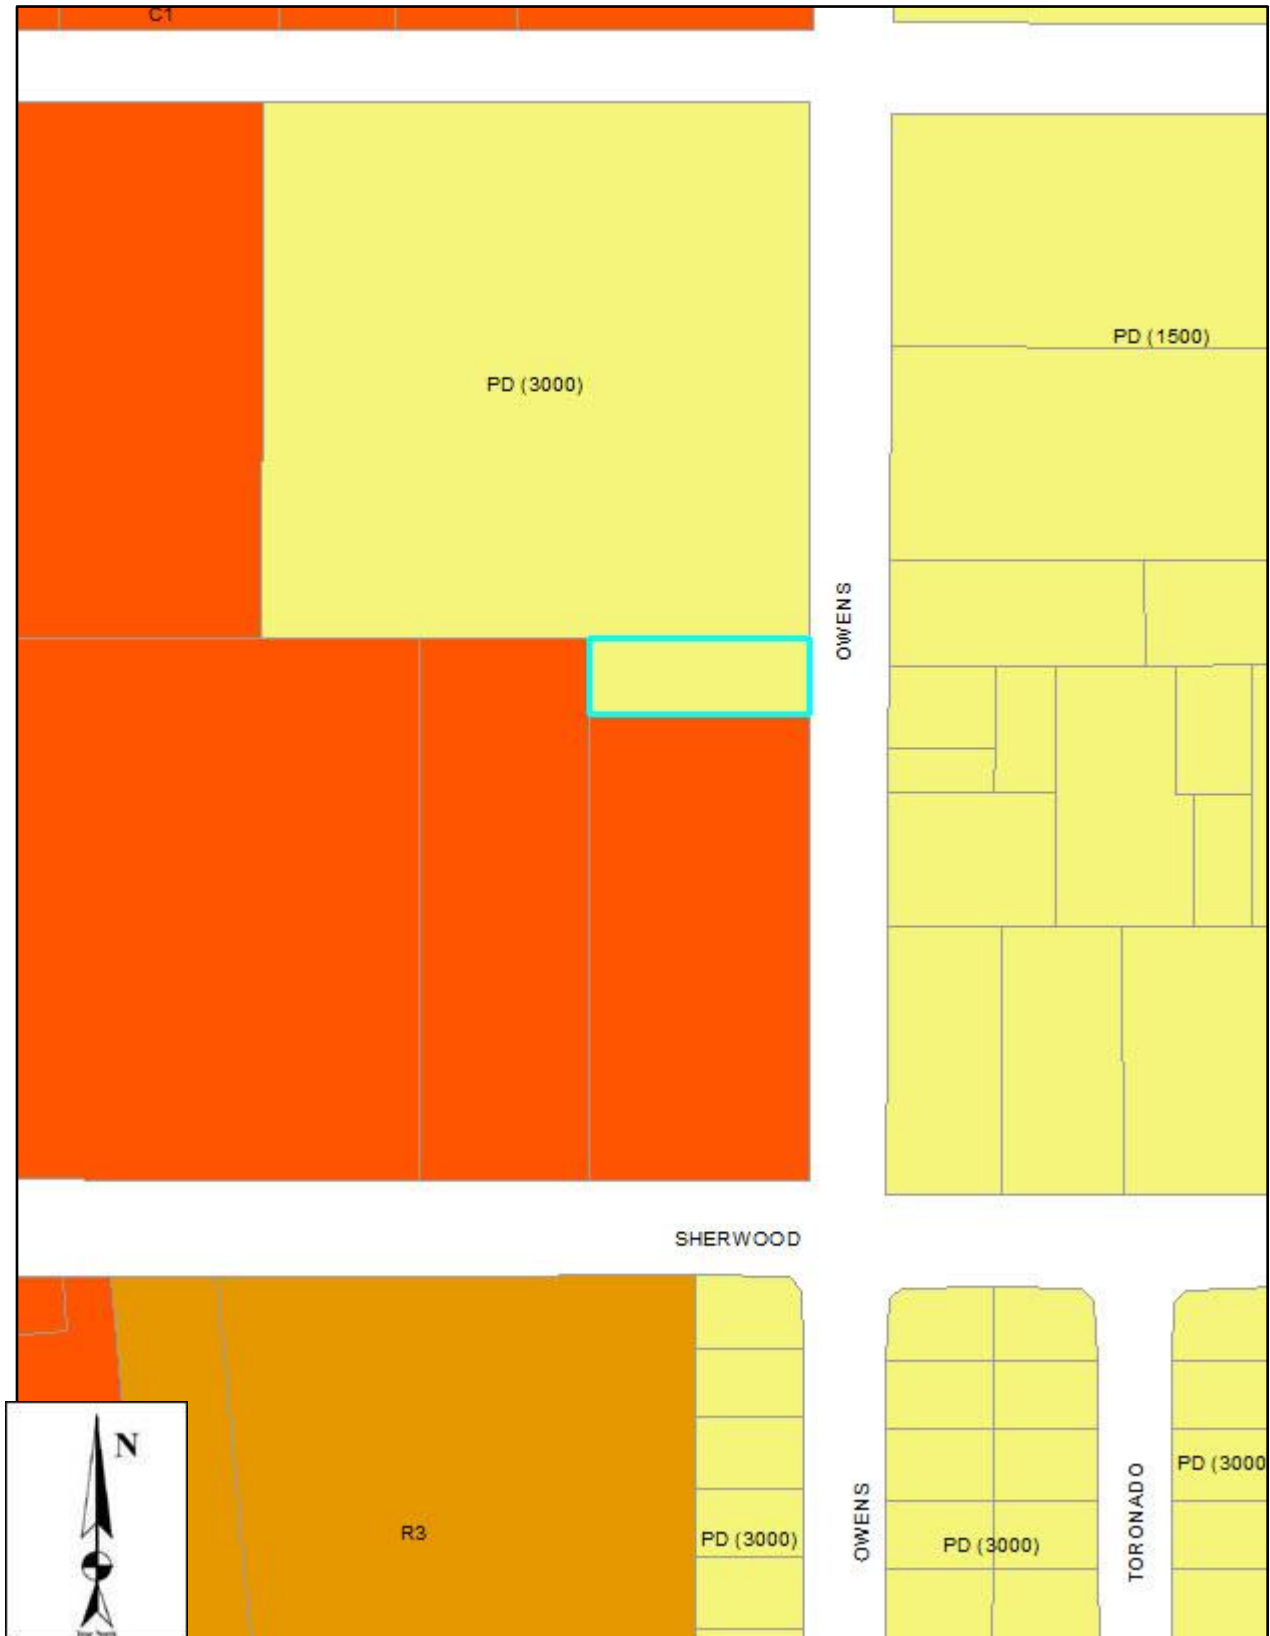 C1
PD (1500)
PD (3000)
OWENS
SHERWOOD
N
PD (3000
TORONADO
OWENS
R3
PD (3000)
PD (3000)